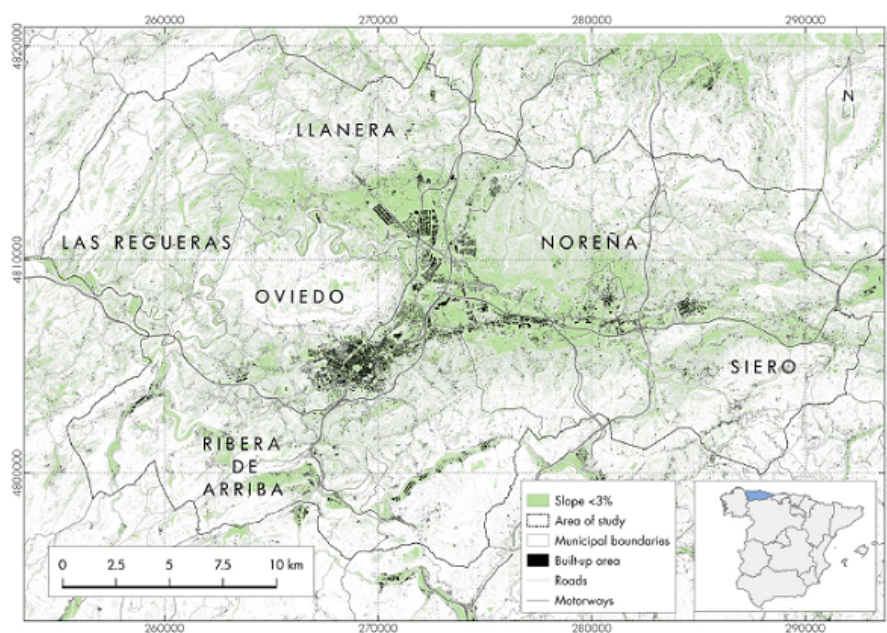 260000 270000 280000 290000
4820000
N
LLANERA
LAS REGUERAS
NOREÑA
4810000
OVIEDO
SIERO
RIBERA
DE
ARRIBA
4800000
Slope <3%
Area of study
Municipal boundaries
Built-up area
Roads
Motorways
0 2.5 5 7.5 10 km
260000 270000 280000 290000